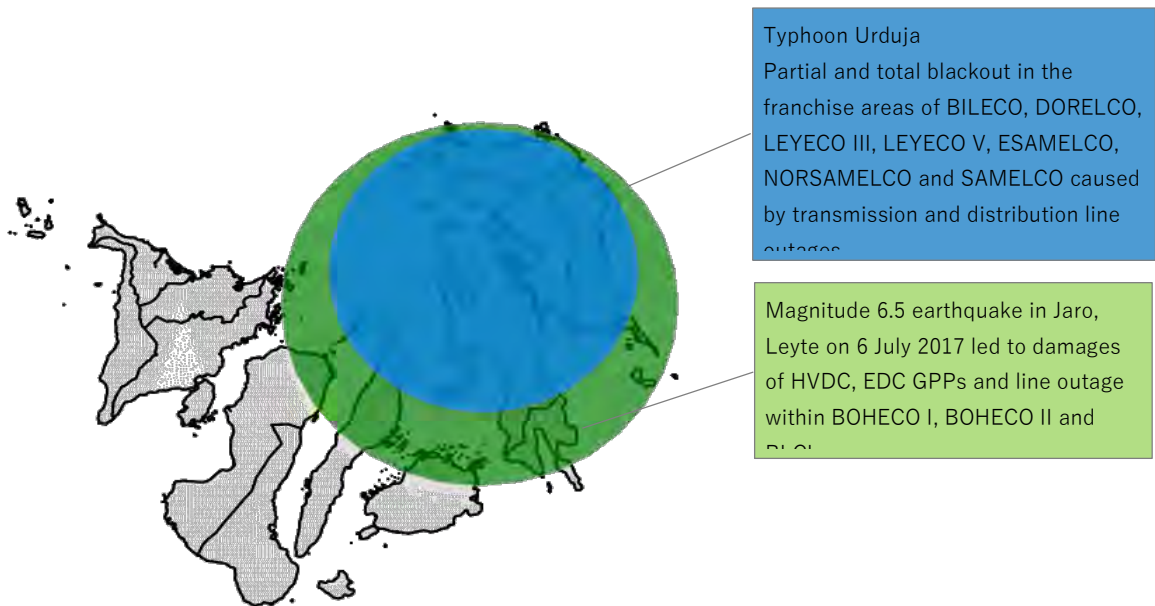 Typhoon Urduja
Partial and total blackout in the
franchise areas of BILECO, DORELCO,
LEYECO III, LEYECO V, ESAMELCO,
NORSAMELCO and SAMELCO caused
by transmission and distribution line
outages
Magnitude 6.5 earthquake in Jaro,
Leyte on 6 July 2017 led to damages
of HVDC, EDC GPPs and line outage
within BOHECO I, BOHECO II and